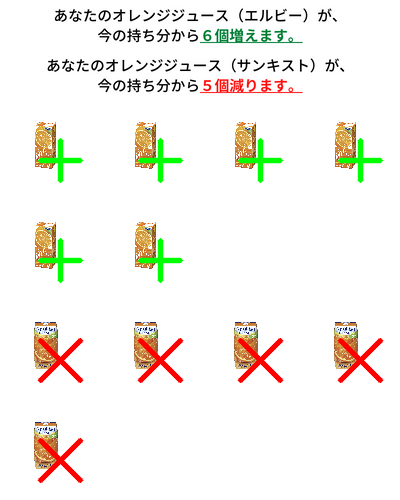 あなたのオレンジジュース（エルビー）が、
今の持ち分から６個増えます。
あなたのオレンジジュース（サンキスト）が、
今の持ち分から５個減ります。